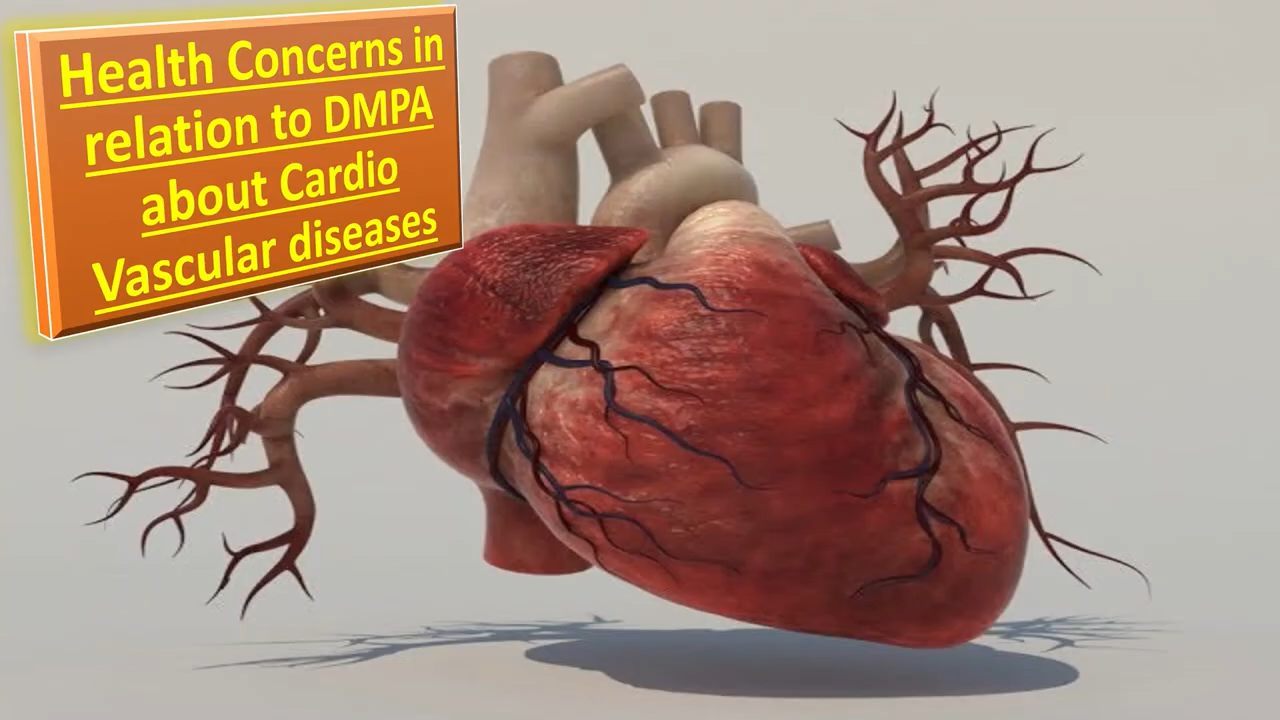 Health Concerns in
relation to DMPA
about Cardio
Vascular diseases